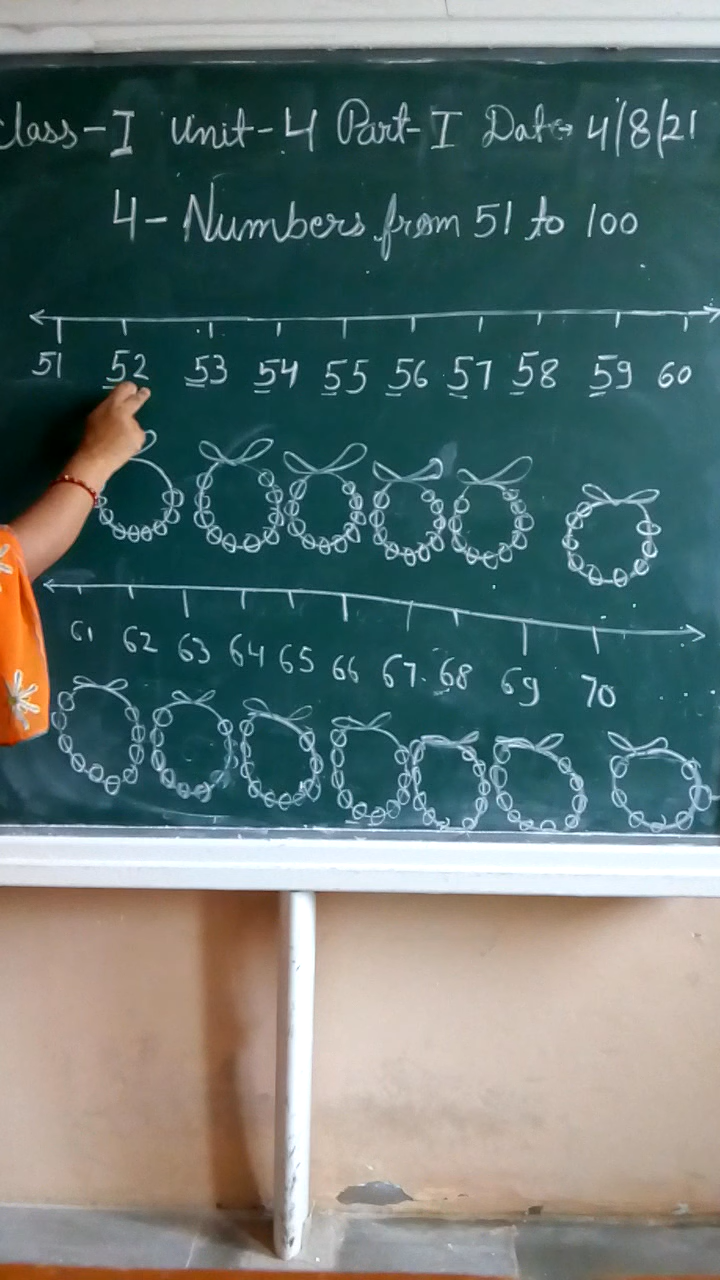 Class-I Unit-4 Part-I Date 4/8/21
4- Numbers from 51 to 100
51 52 53 54 55 56 57 58 59 60
61 62 63 64 65 66 67 68 69 70